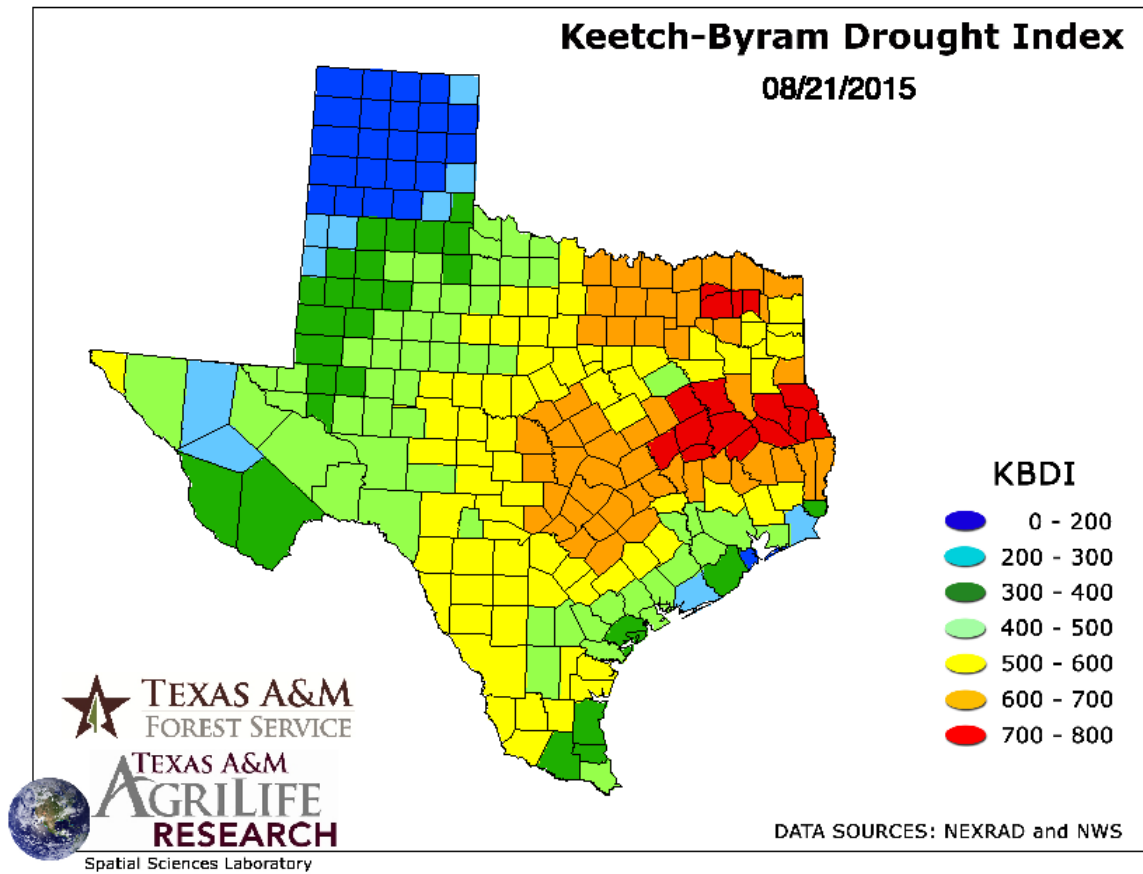 Keetch-Byram Drought Index
08/21/2015
KBDI
0 - 200
200 - 300
300 - 400
400 - 500
500 - 600
600 - 700
700 - 800
TEXAS A&M
FOREST SERVICE
TEXAS A&M
AGRILIFE
RESEARCH
Spatial Sciences Laboratory
DATA SOURCES: NEXRAD and NWS